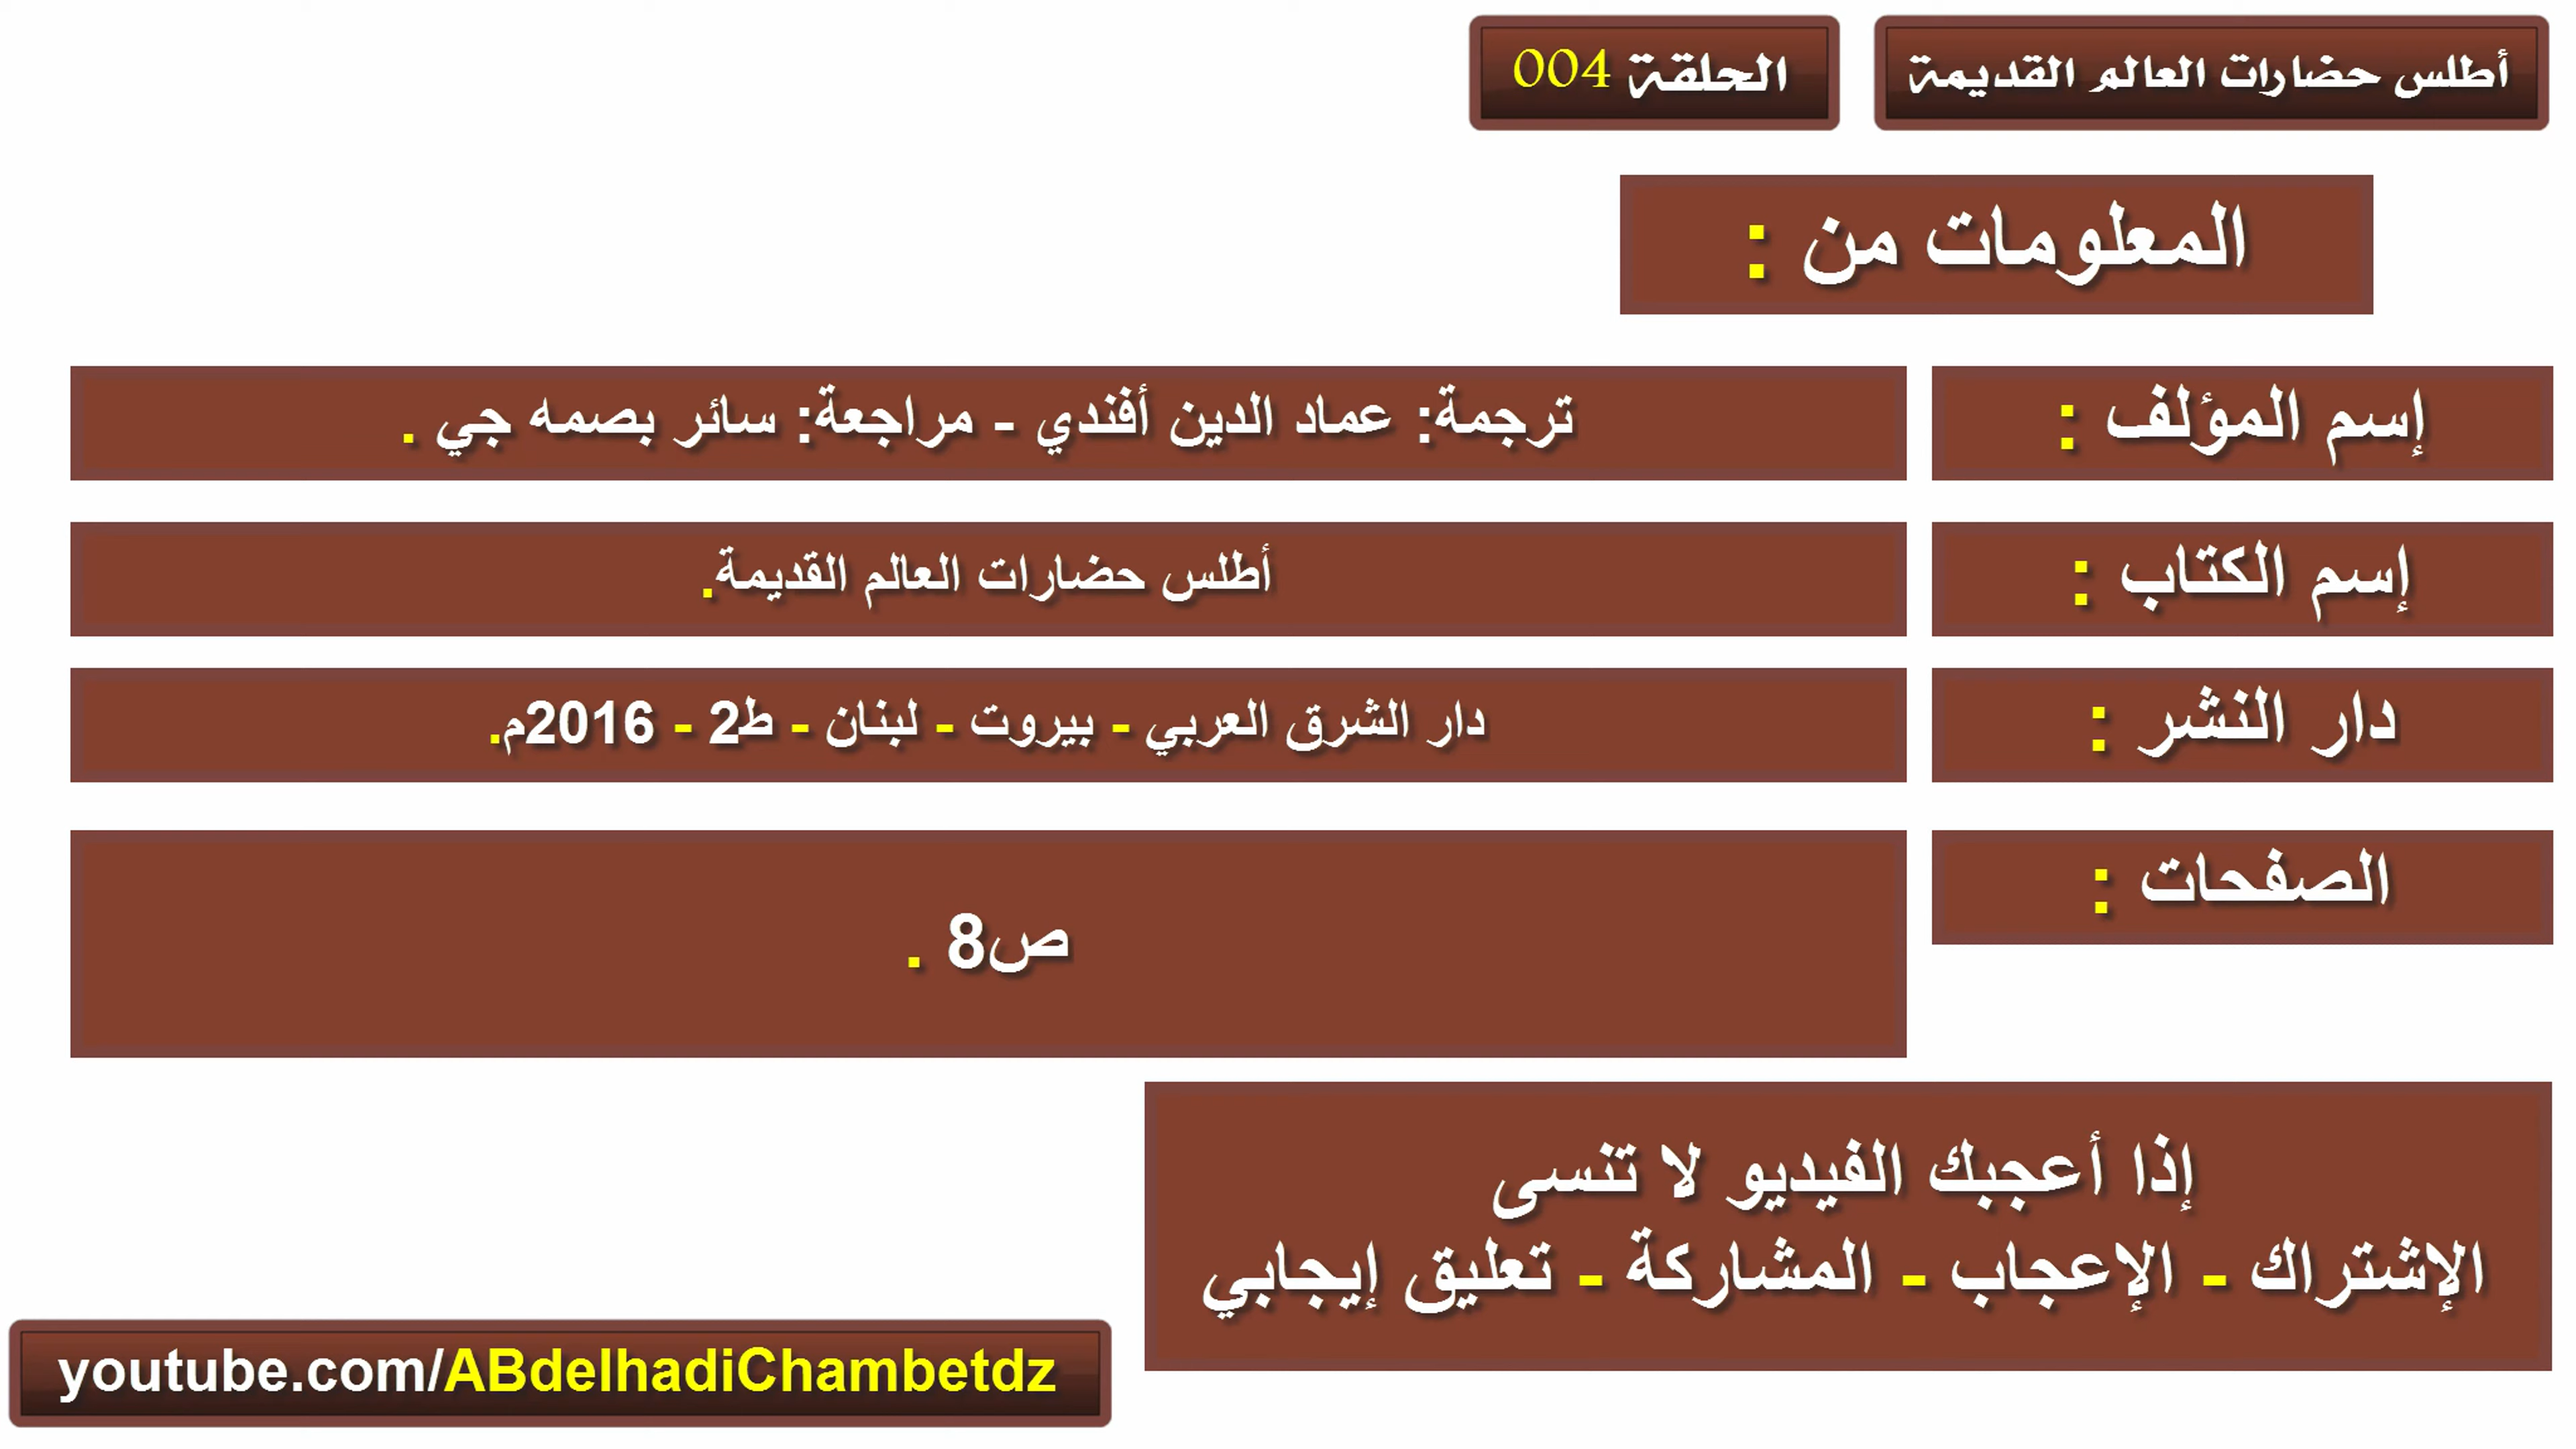 أطلس حضارات العالم القديمة
الحلقة 004
المعلومات من :
إسم المؤلف :
ترجمة: عماد الدين أفندي - مراجعة: سائر بصمه جي .
إسم الكتاب :
أطلس حضارات العالم القديمة.
دار النشر :
دار الشرق العربي - بيروت - لبنان - ط2 - 2016م.
الصفحات :
ص8 .
إذا أعجبك الفيديو لا تنسى
الإشتراك - الإعجاب - المشاركة - تعليق إيجابي
youtube.com/ABdelhadiChambetdz